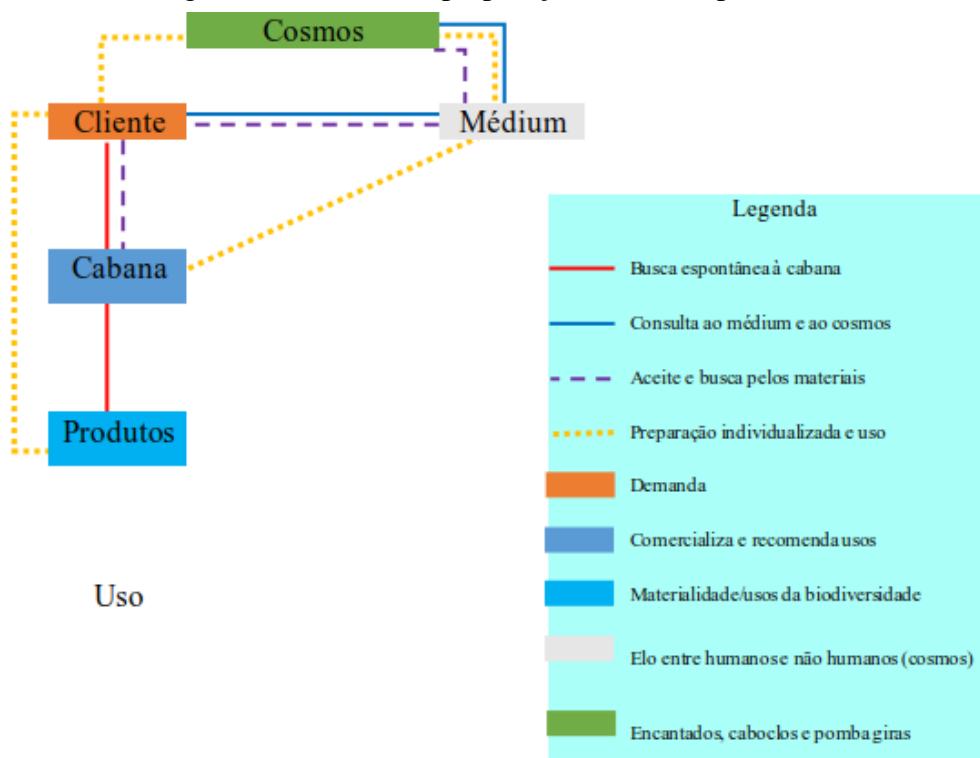 Cosmos
Cliente
Médium
Cabana
Produtos
Uso
Legenda
Busca espontânea à cabana
Consulta ao médium e ao cosmos
Aceite e busca pelos materiais
Preparação individualizada e uso
Demanda
Comercializa e recomenda usos
Materialidade/usos da biodiversidade
Elo entre humanos e não humanos (cosmos)
Encantados, caboclos e pomba giras